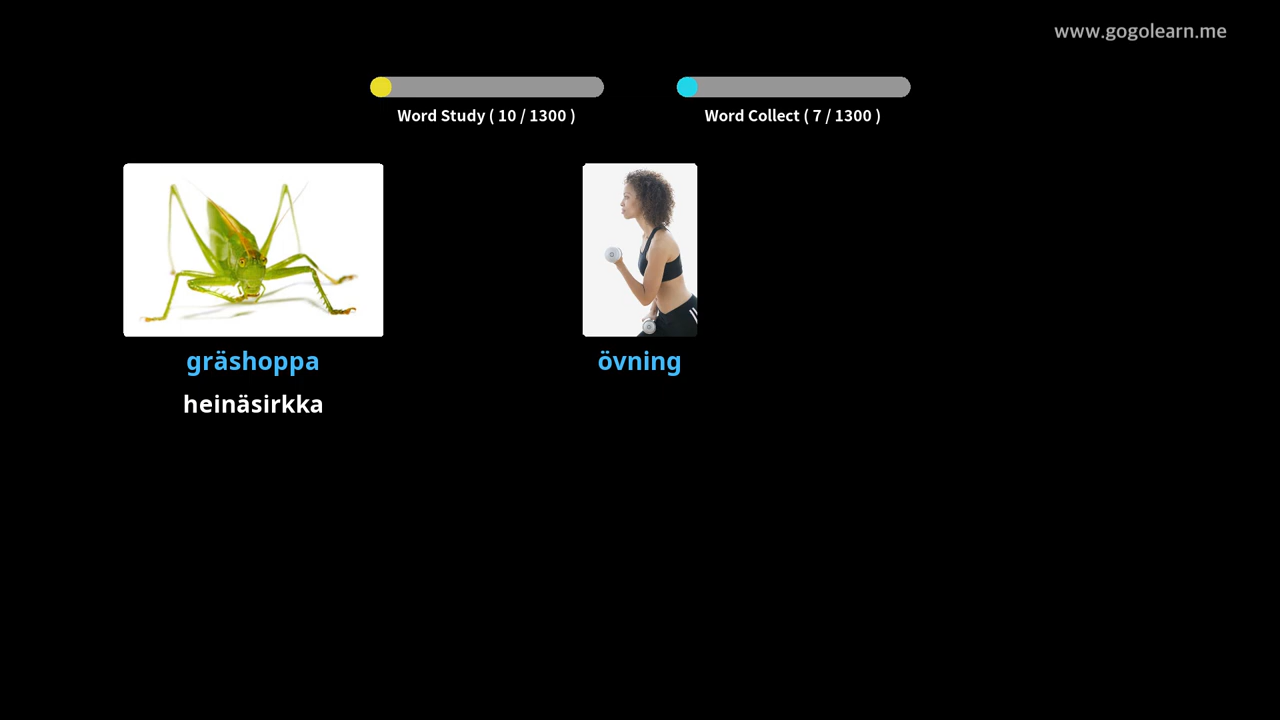 www.gogolearn.me
Word Study ( 10 / 1300 )
Word Collect ( 7 / 1300 )
gräshoppa
övning
heinäsirkka